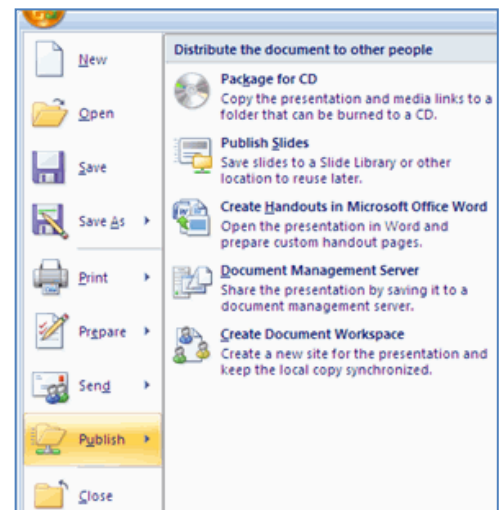 New
Open
Save
Save As
Print
Prepare
Send
Publish
Close
Distribute the document to other people
Package for CD
Copy the presentation and media links to a
folder that can be burned to a CD.
Publish Slides
Save slides to a Slide Library or other
location to reuse later.
Create Handouts in Microsoft Office Word
Open the presentation in Word and
prepare custom handout pages.
Document Management Server
Share the presentation by saving it to a
document management server.
Create Document Workspace
Create a new site for the presentation and
keep the local copy synchronized.